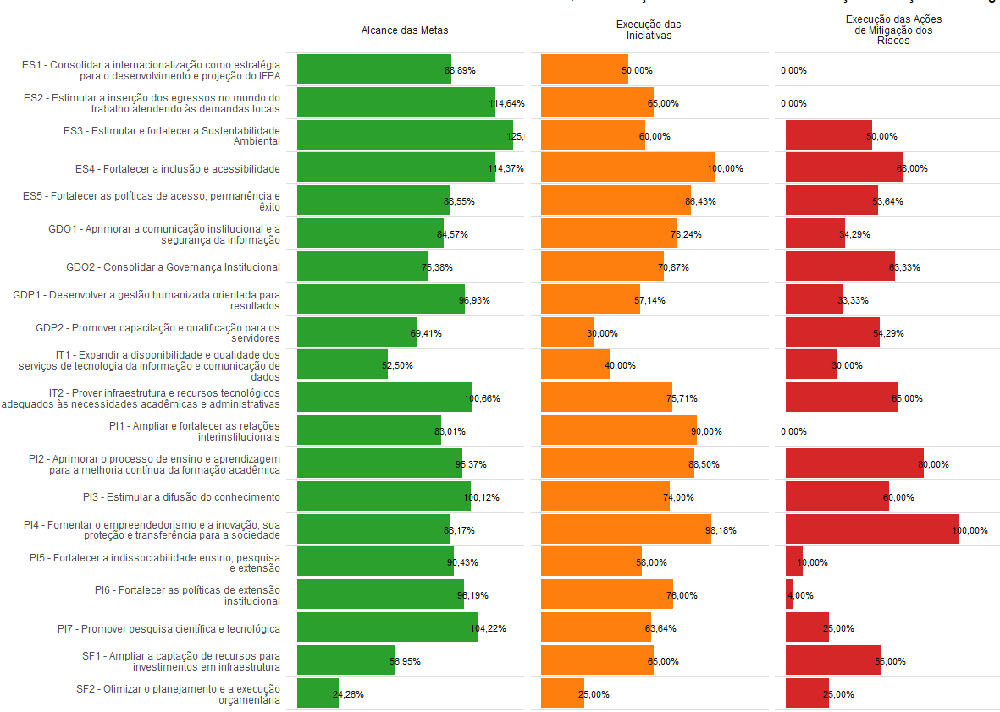 Alcance das Metas
Execução das
Iniciativas
Execução das Ações
de Mitigação dos
Riscos
ES1 - Consolidar a internacionalização como estratégia
para o desenvolvimento e projeção do IFPA
88,89%
50,00%
0,00%
ES2 - Estimular a inserção dos egressos no mundo do
trabalho atendendo às demandas locais
114,64%
65,00%
0,00%
ES3 - Estimular e fortalecer a Sustentabilidade
Ambiental
125,
60,00%
50,00%
ES4 - Fortalecer a inclusão e acessibilidade
114,37%
100,00%
68,00%
ES5 - Fortalecer as políticas de acesso, permanência e
êxito
88,55%
86,43%
53,64%
GDO1 - Aprimorar a comunicação institucional e a
segurança da informação
84,57%
78,24%
34,29%
GDO2 - Consolidar a Governança Institucional
75,38%
70,87%
63,33%
GDP1 - Desenvolver a gestão humanizada orientada para
resultados
96,93%
57,14%
33,33%
GDP2 - Promover capacitação e qualificação para os
servidores
69,41%
30,00%
54,29%
IT1 - Expandir a disponibilidade e qualidade dos
serviços de tecnologia da informação e comunicação de
dados
52,50%
40,00%
30,00%
IT2 - Prover infraestrutura e recursos tecnológicos
adequados às necessidades acadêmicas e administrativas
100,66%
75,71%
65,00%
PI1 - Ampliar e fortalecer as relações
interinstitucionais
83,01%
90,00%
0,00%
PI2 - Aprimorar o processo de ensino e aprendizagem
para a melhoria contínua da formação acadêmica
95,37%
88,50%
80,00%
PI3 - Estimular a difusão do conhecimento
100,12%
74,00%
60,00%
PI4 - Fomentar o empreendedorismo e a inovação, sua
proteção e transferência para a sociedade
88,17%
98,18%
100,00%
PI5 - Fortalecer a indissociabilidade ensino, pesquisa
e extensão
90,43%
58,00%
10,00%
PI6 - Fortalecer as políticas de extensão
institucional
96,19%
76,00%
4,00%
PI7 - Promover pesquisa científica e tecnológica
104,22%
63,64%
25,00%
SF1 - Ampliar a captação de recursos para
investimentos em infraestrutura
56,95%
65,00%
55,00%
SF2 - Otimizar o planejamento e a execução
orçamentária
24,26%
25,00%
25,00%